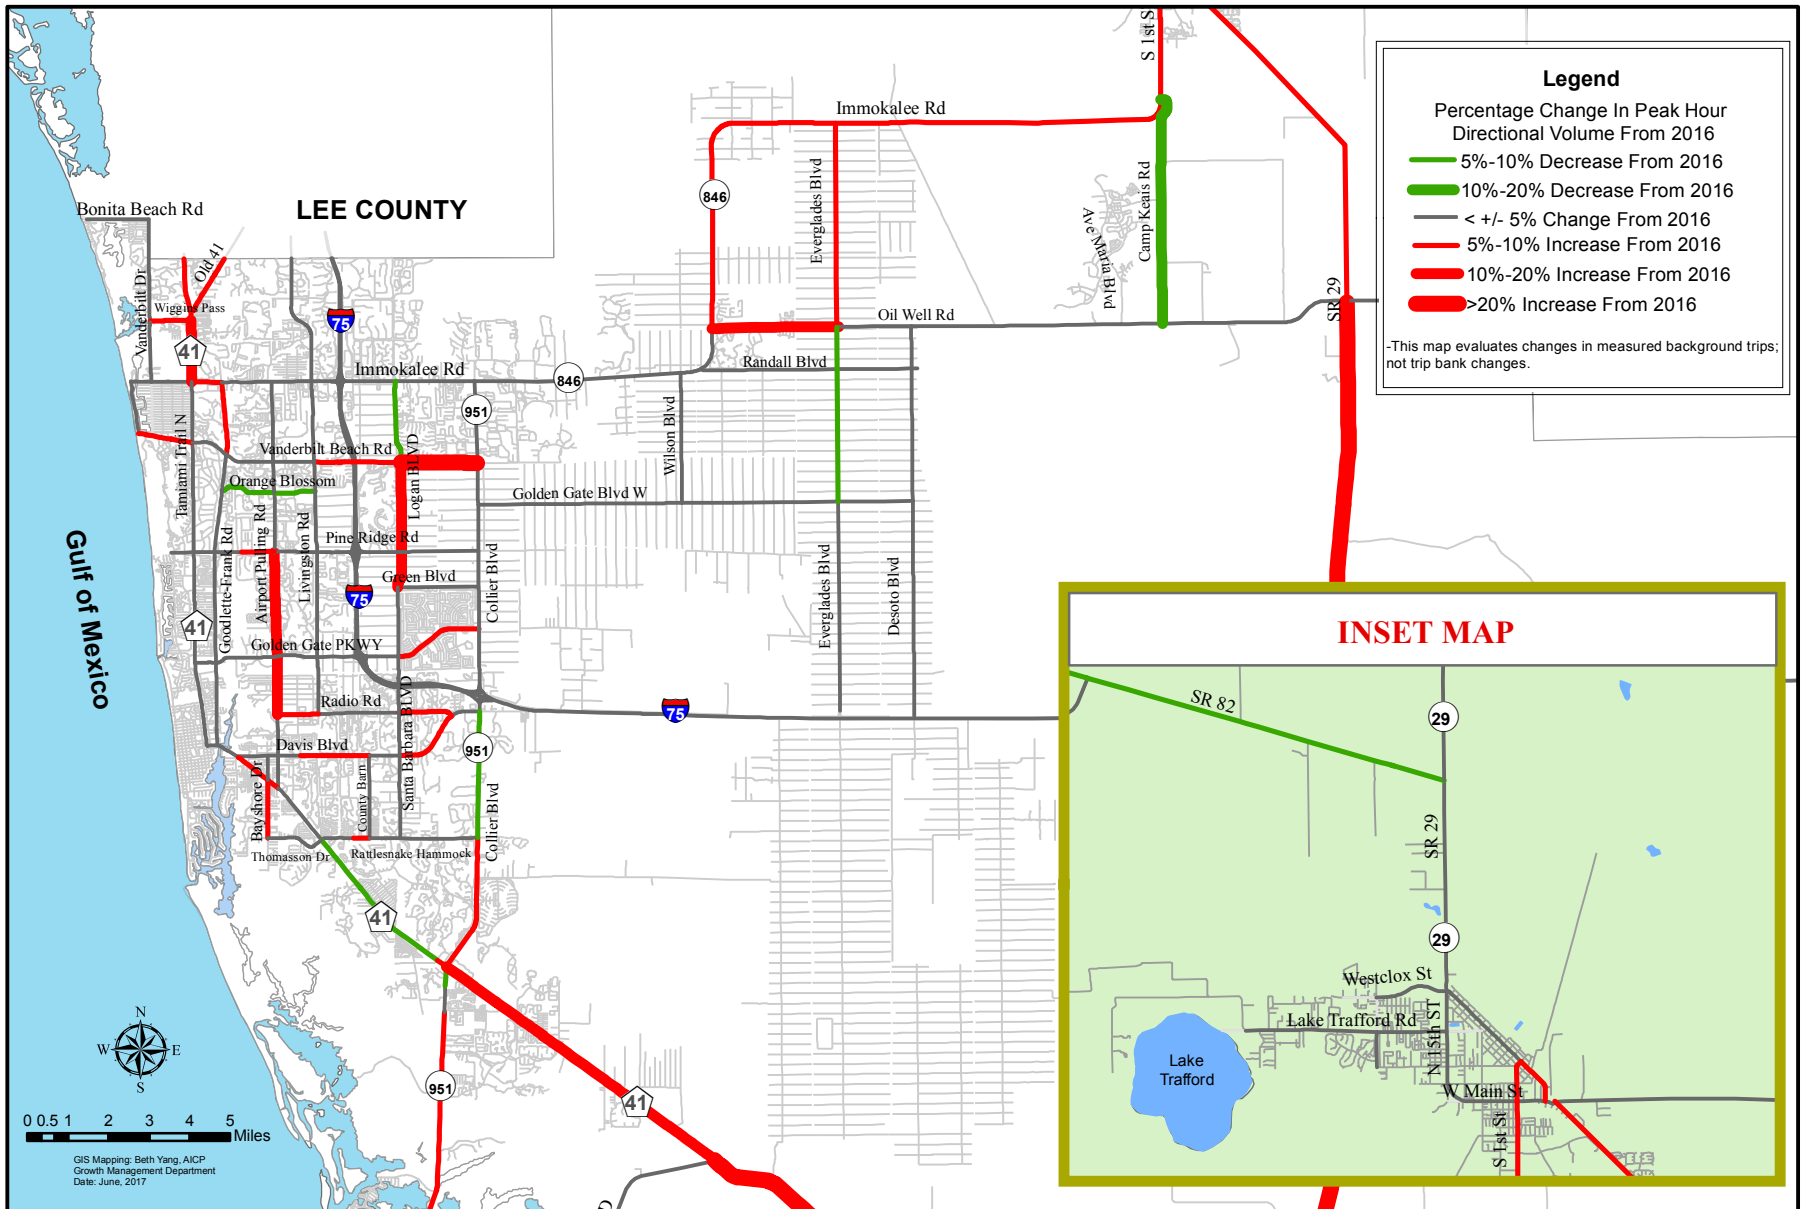 Legend
Percentage Change In Peak Hour
Directional Volume From 2016
5%-10% Decrease From 2016
10%-20% Decrease From 2016
< +/- 5% Change From 2016
5%-10% Increase From 2016
10%-20% Increase From 2016
>20% Increase From 2016
-This map evaluates changes in measured background trips;
not trip bank changes.
S 1st S
Immokalee Rd
846
Everglades Blvd
Camp Keais Rd
Ave Maria Blvd
SR 29
Bonita Beach Rd
LEE COUNTY
Old 41
Vanderbilt Dr
Wiggins Pass
41
75
Oil Well Rd
Immokalee Rd
846
Randall Blvd
951
Wilson Blvd
Tamiami Trail N
Vanderbilt Beach Rd
Logan BLVD
Orange Blossom
Golden Gate Blvd W
Goodlette-Frank Rd
Airport Pulling Rd
Livingston Rd
Pine Ridge Rd
Green Blvd
Collier Blvd
Everglades Blvd
Desoto Blvd
Gulf of Mexico
75
41
Golden Gate PKWY
Radio Rd
Santa Barbara BLVD
75
Davis Blvd
951
Bayshore Dr
County Barn
Collier Blvd
Thomasson Dr
Rattlesnake Hammock
41
951
41
D
INSET MAP
SR 82
29
SR 29
29
Westclox St
Lake Trafford Rd
N 15th ST
Lake
Trafford
W Main St
S 1st St
N
W
E
S
0 0.5 1 2 3 4 5
Miles
GIS Mapping: Beth Yang, AICP
Growth Management Department
Date: June, 2017